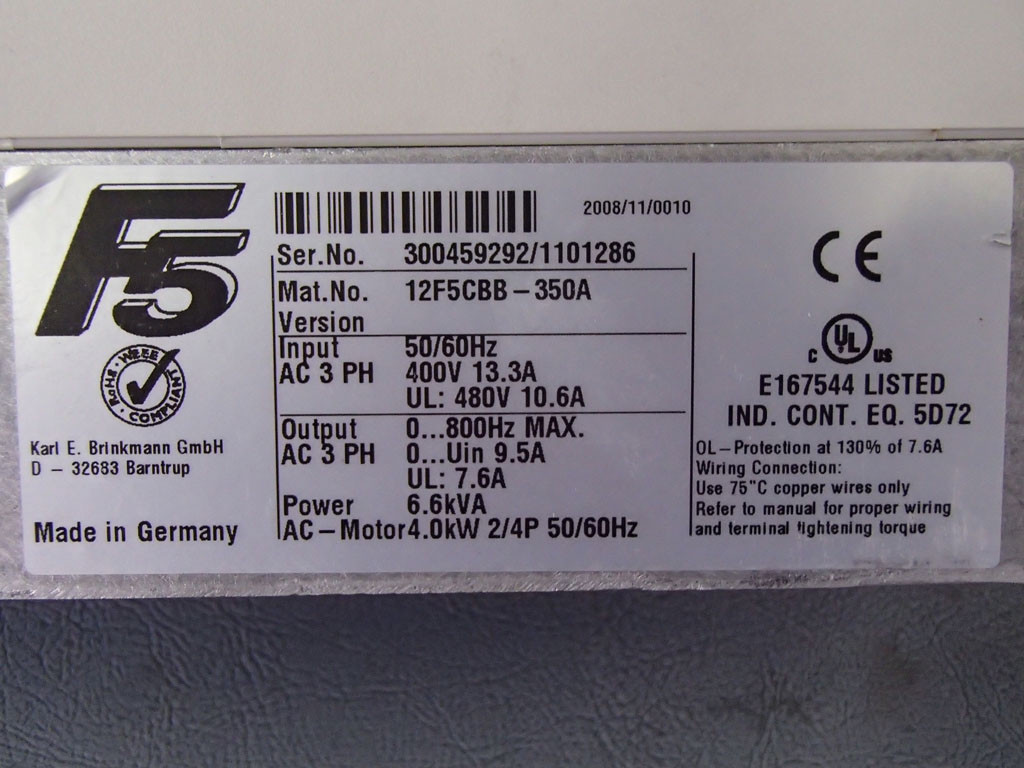 F5
2008/11/0010
Ser.No. 300459292/1101286
Mat.No. 12F5CBB-350A
Version
Input 50/60Hz
AC 3 PH 400V 13.3A
UL: 480V 10.6A
Output 0...800Hz MAX.
AC 3 PH 0...Uin 9.5A
UL: 7.6A
Power 6.6kVA
AC-Motor 4.0kW 2/4P 50/60Hz
RoHS · WEEE · COMPLIANT
Karl E. Brinkmann GmbH
D - 32683 Barntrup
Made in Germany
CE
C UL US
E167544 LISTED
IND. CONT. EQ. 5D72
OL-Protection at 130% of 7.6A
Wiring Connection:
Use 75"C copper wires only
Refer to manual for proper wiring
and terminal tightening torque